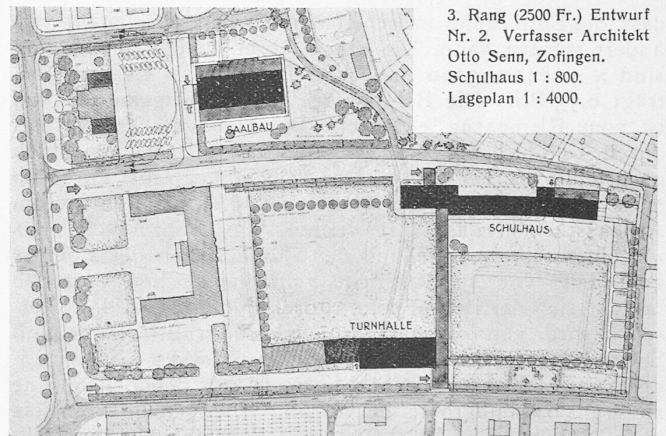 3. Rang (2500 Fr.) Entwurf
Nr. 2. Verfasser Architekt
Otto Senn, Zofingen.
Schulhaus 1 : 800.
Lageplan 1 : 4000.
SAALBAU
SCHULHAUS
TURNHALLE